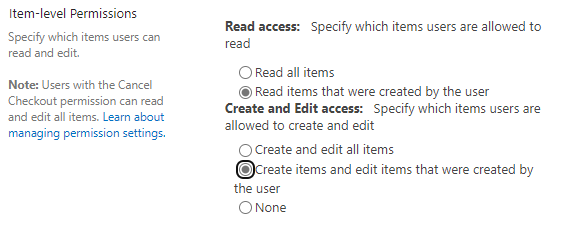 Item-level Permissions
Specify which items users can
read and edit.
Note: Users with the Cancel
Checkout permission can read
and edit all items. Learn about
managing permission settings.
Read access: Specify which items users are allowed to
read
Read all items
Read items that were created by the user
Create and Edit access: Specify which items users are
allowed to create and edit
Create and edit all items
Create items and edit items that were created by
the user
None